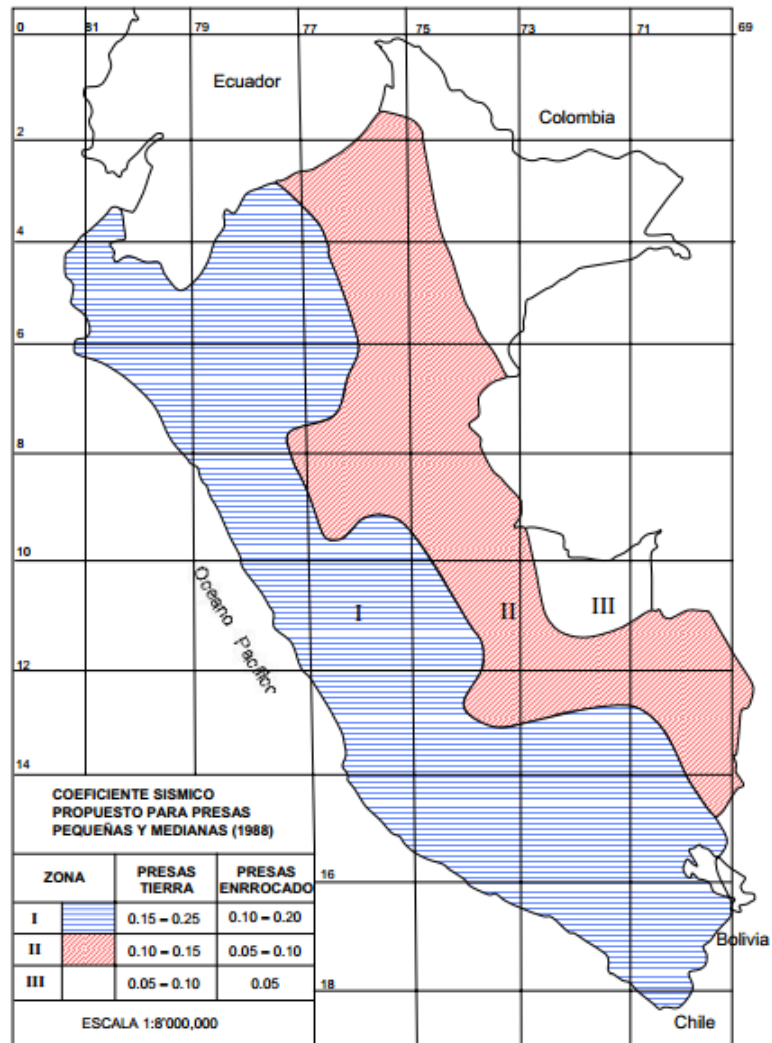 0 81 79 77 75 73 71 69
Ecuador
Colombia
2
4
6
8
10
Oceano Pacifico
I
II
III
12
14
COEFICIENTE SISMICO
PROPUESTO PARA PRESAS
PEQUEÑAS Y MEDIANAS (1988)
ZONA PRESAS TIERRA PRESAS ENRROCADO
I 0.15 – 0.25 0.10 – 0.20
II 0.10 – 0.15 0.05 – 0.10
III 0.05 – 0.10 0.05
ESCALA 1:8'000,000
16
Bolivia
18
Chile